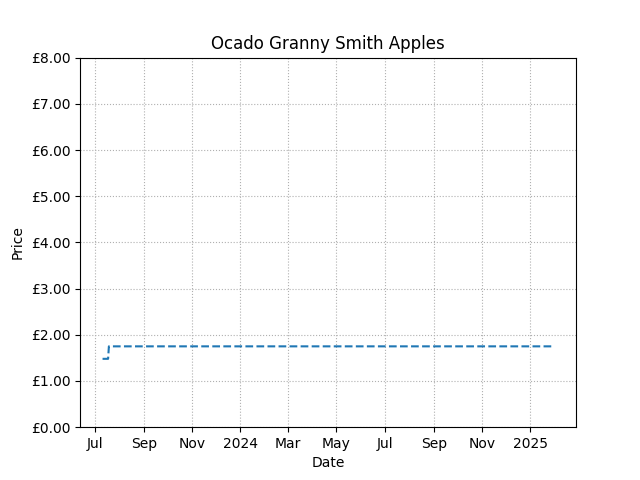 Ocado Granny Smith Apples
£8.00
£7.00
£6.00
£5.00
£4.00
£3.00
£2.00
£1.00
£0.00
Price
Jul Sep Nov 2024 Mar May Jul Sep Nov 2025
Date